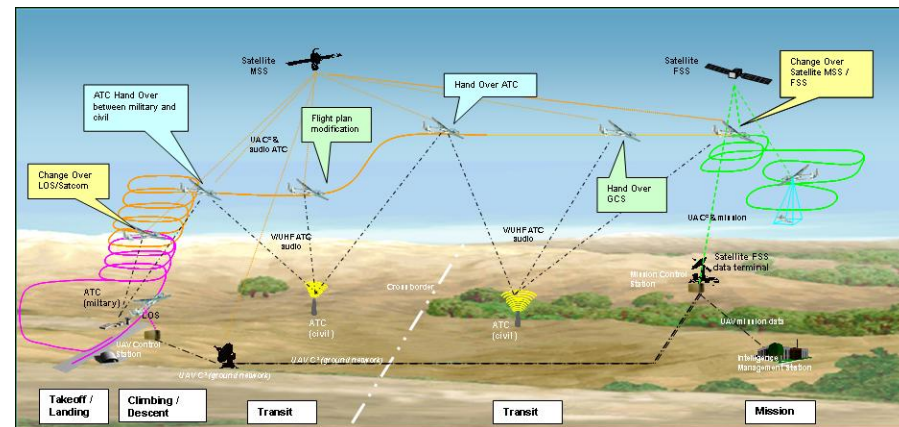 Satellite
MSS
Satellite
FSS
Change Over
Satellite MSS /
FSS
ATC Hand Over
between military and
civil
Hand Over ATC
Flight plan
modification
UAC² &
audio ATC
Change Over
LOS/Satcom
Hand Over
GCS
UAC² & mission
V/UHF ATC
audio
V/UHF ATC
audio
Satellite FSS
data terminal
Mission Control
Station
Cross border
ATC
(military)
LOS
ATC
(civil)
ATC
(civil)
UAV Control
Station
UAV mission data
UAV C² (ground network)
UAV C² (ground network)
Intelligence
Management Station
Takeoff /
Landing
Climbing /
Descent
Transit
Transit
Mission